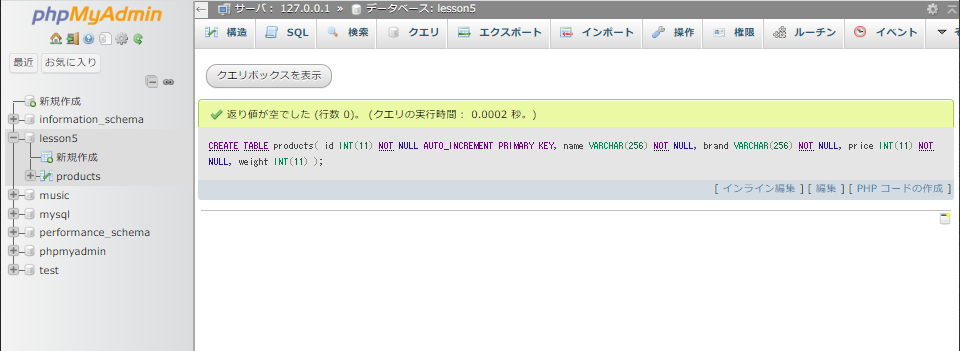 phpMyAdmin
最近 お気に入り
新規作成
information_schema
lesson5
新規作成
products
music
mysql
performance_schema
phpmyadmin
test
サーバ: 127.0.0.1 » データベース: lesson5
構造 SQL 検索 クエリ エクスポート インポート 操作 権限 ルーチン イベント
クエリボックスを表示
返り値が空でした (行数 0)。 (クエリの実行時間: 0.0002 秒。)
CREATE TABLE products( id INT(11) NOT NULL AUTO_INCREMENT PRIMARY KEY, name VARCHAR(256) NOT NULL, brand VARCHAR(256) NOT NULL, price INT(11) NOT
NULL, weight INT(11) );
[ インライン編集 ] [ 編集 ] [ PHP コードの作成 ]